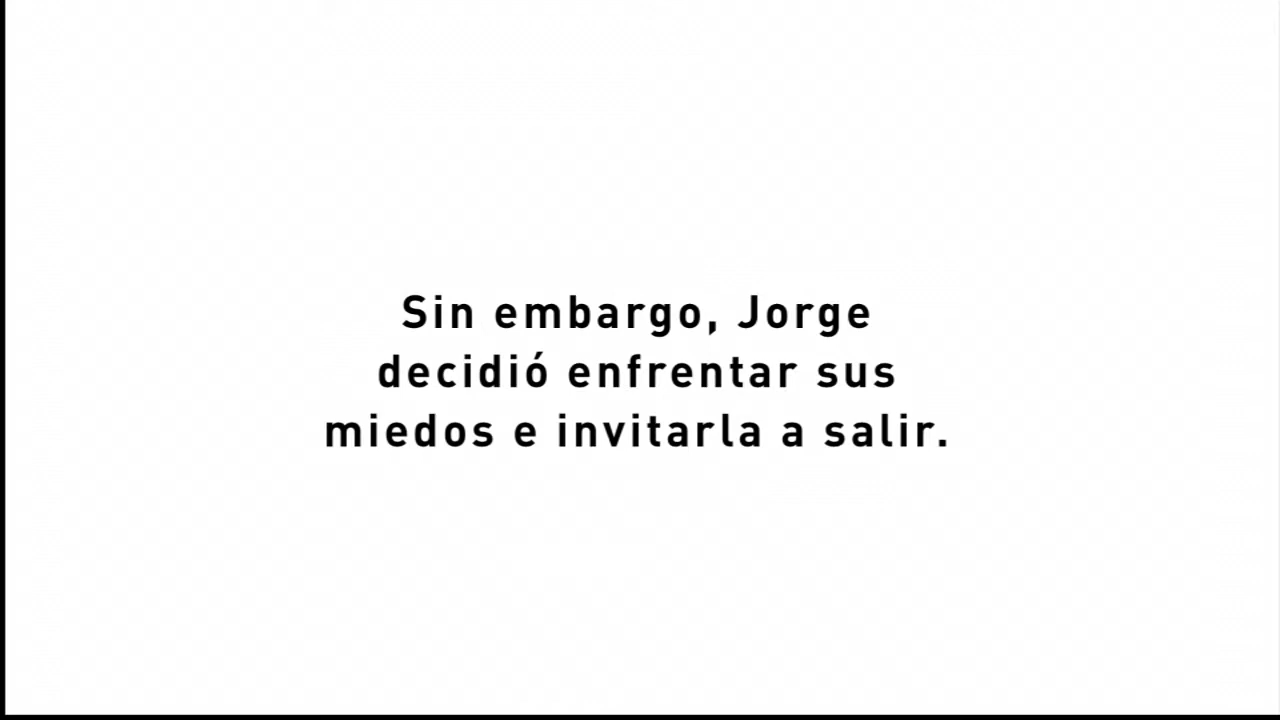 Sin embargo, Jorge
decidió enfrentar sus
miedos e invitarla a salir.